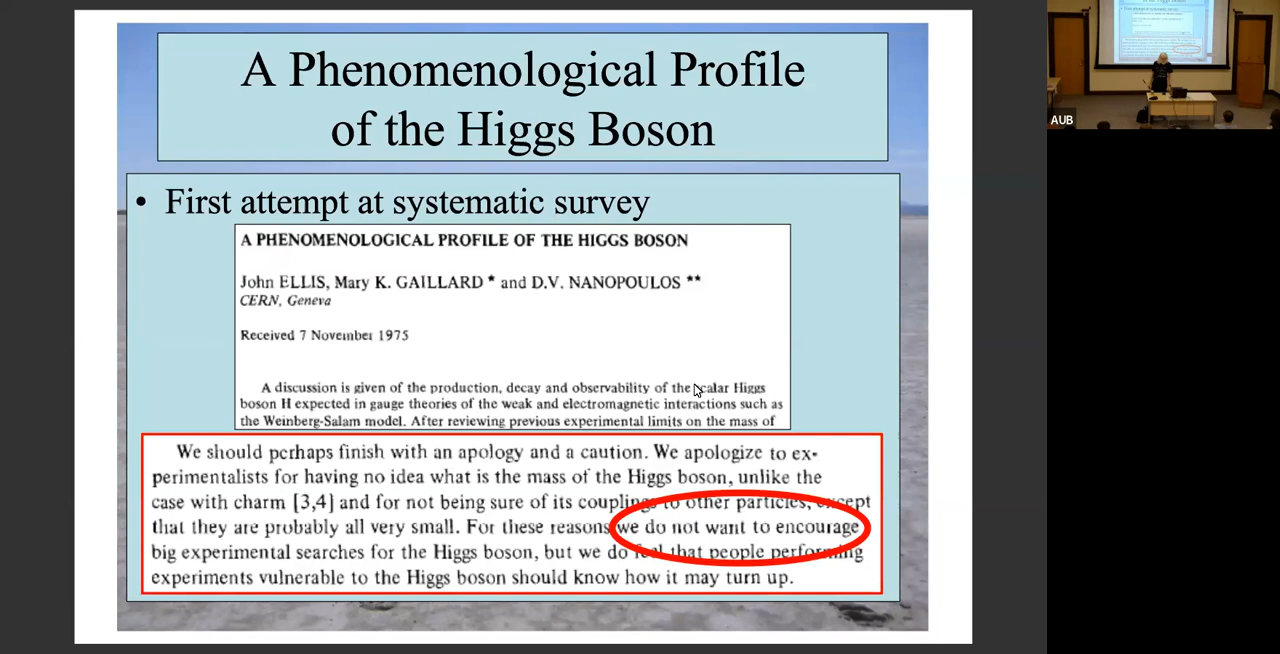 A Phenomenological Profile
of the Higgs Boson
• First attempt at systematic survey
A PHENOMENOLOGICAL PROFILE OF THE HIGGS BOSON
John ELLIS, Mary K. GAILLARD * and D.V. NANOPOULOS **
CERN, Geneva
Received 7 November 1975
A discussion is given of the production, decay and observability of the scalar Higgs
boson H expected in gauge theories of the weak and electromagnetic interactions such as
the Weinberg-Salam model. After reviewing previous experimental limits on the mass of
We should perhaps finish with an apology and a caution. We apologize to ex-
perimentalists for having no idea what is the mass of the Higgs boson, unlike the
case with charm [3,4] and for not being sure of its couplings to other particles, except
that they are probably all very small. For these reasons we do not want to encourage
big experimental searches for the Higgs boson, but we do feel that people performing
experiments vulnerable to the Higgs boson should know how it may turn up.
AUB